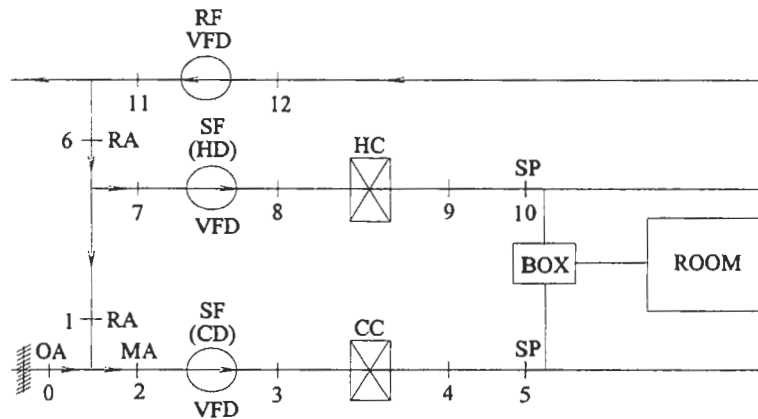 RF
VFD
11
12
6
RA
SF
(HD)
HC
SP
7
VFD
8
9
10
BOX
ROOM
1
RA
SF
(CD)
CC
SP
OA
MA
0
2
VFD
3
4
5